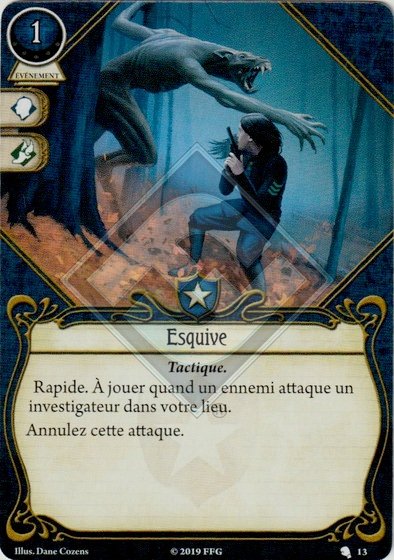 1
ÉVÉNEMENT
Esquive
Tactique.
Rapide. À jouer quand un ennemi attaque un
investigateur dans votre lieu.
Annulez cette attaque.
Illus. Dane Cozens
© 2019 FFG
13